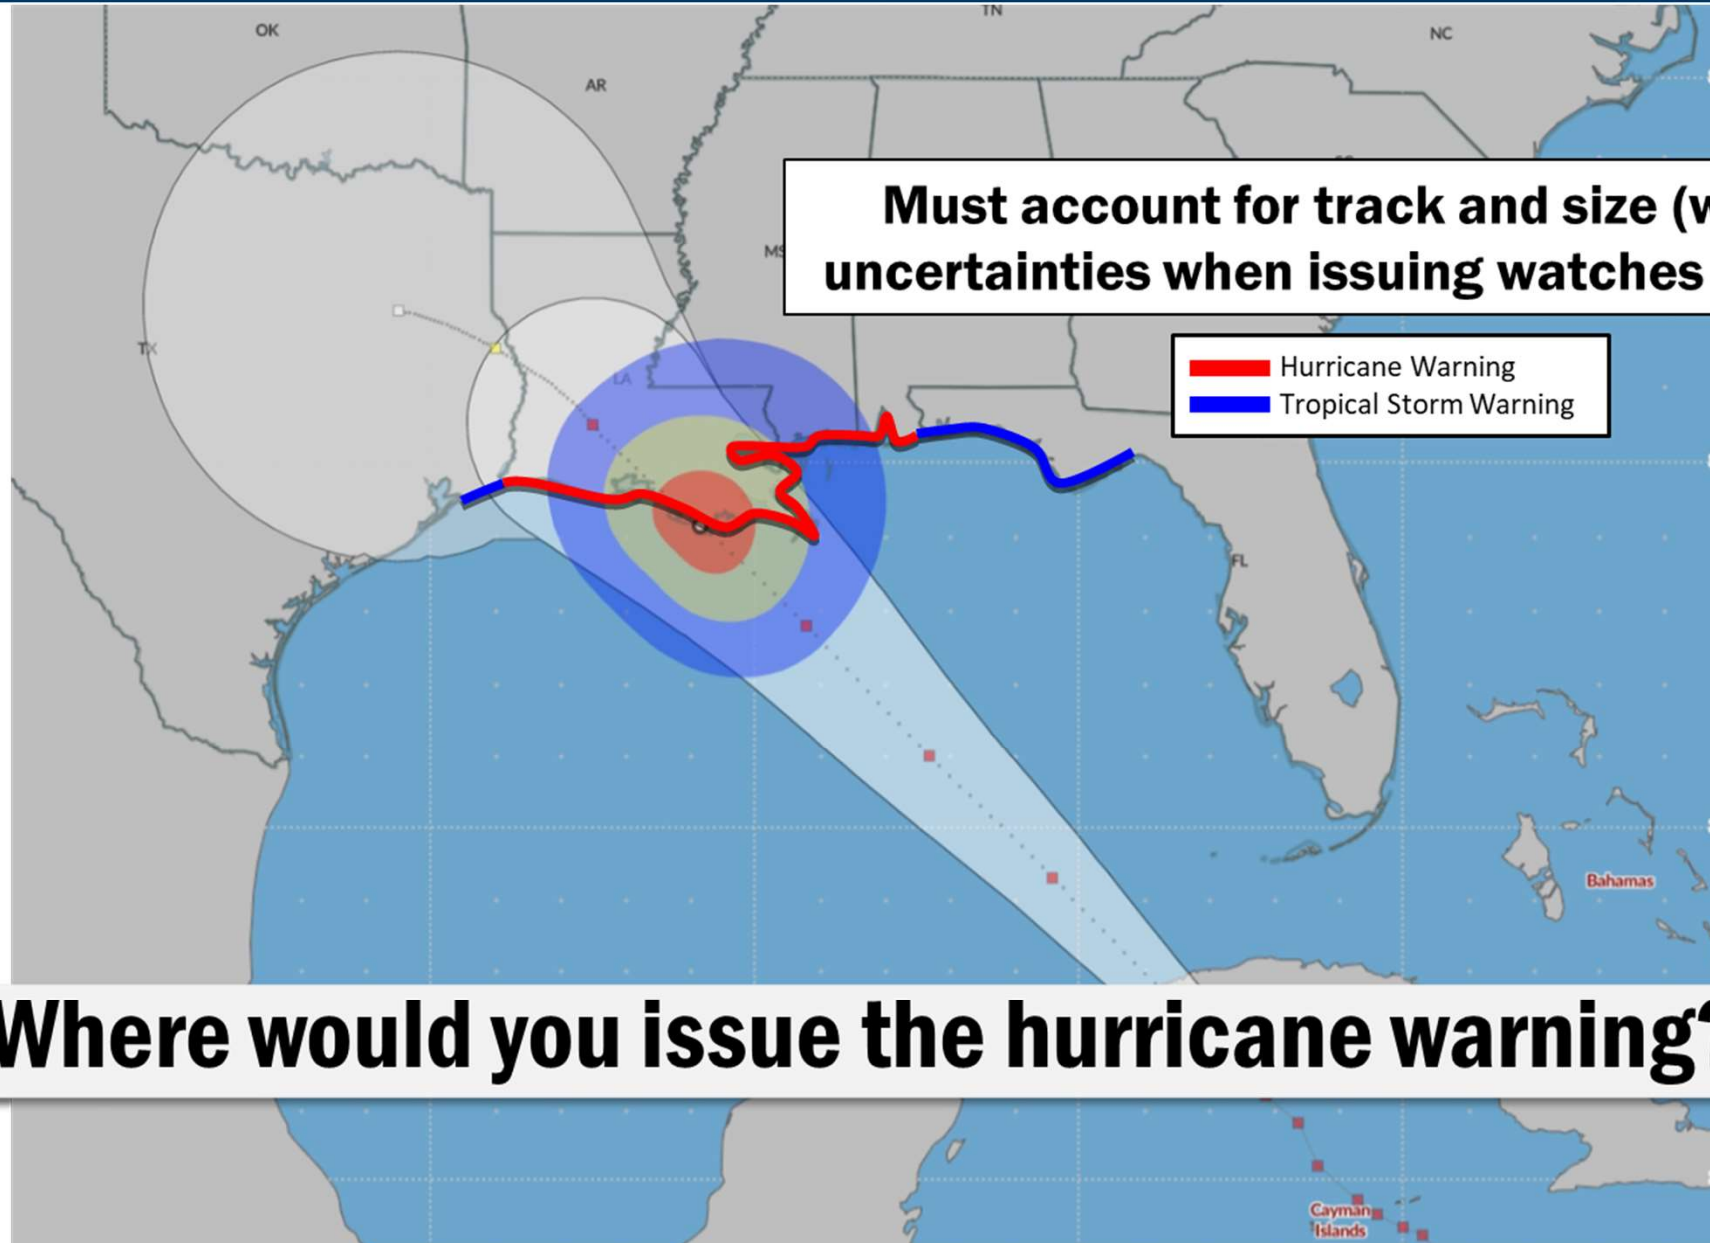 TN
OK
NC
AR
Must account for track and size (w
uncertainties when issuing watches
MS
TX
Hurricane Warning
Tropical Storm Warning
LA
FL
Bahamas
Where would you issue the hurricane warning?
Cayman
Islands